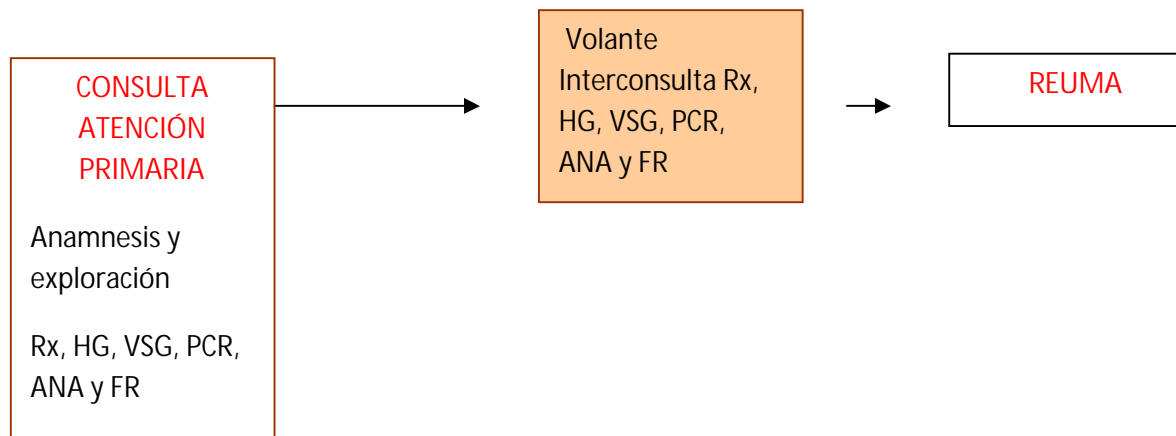 CONSULTA
ATENCIÓN
PRIMARIA
Anamnesis y
exploración
Rx, HG, VSG, PCR,
ANA y FR
Volante
Interconsulta Rx,
HG, VSG, PCR,
ANA y FR
REUMA